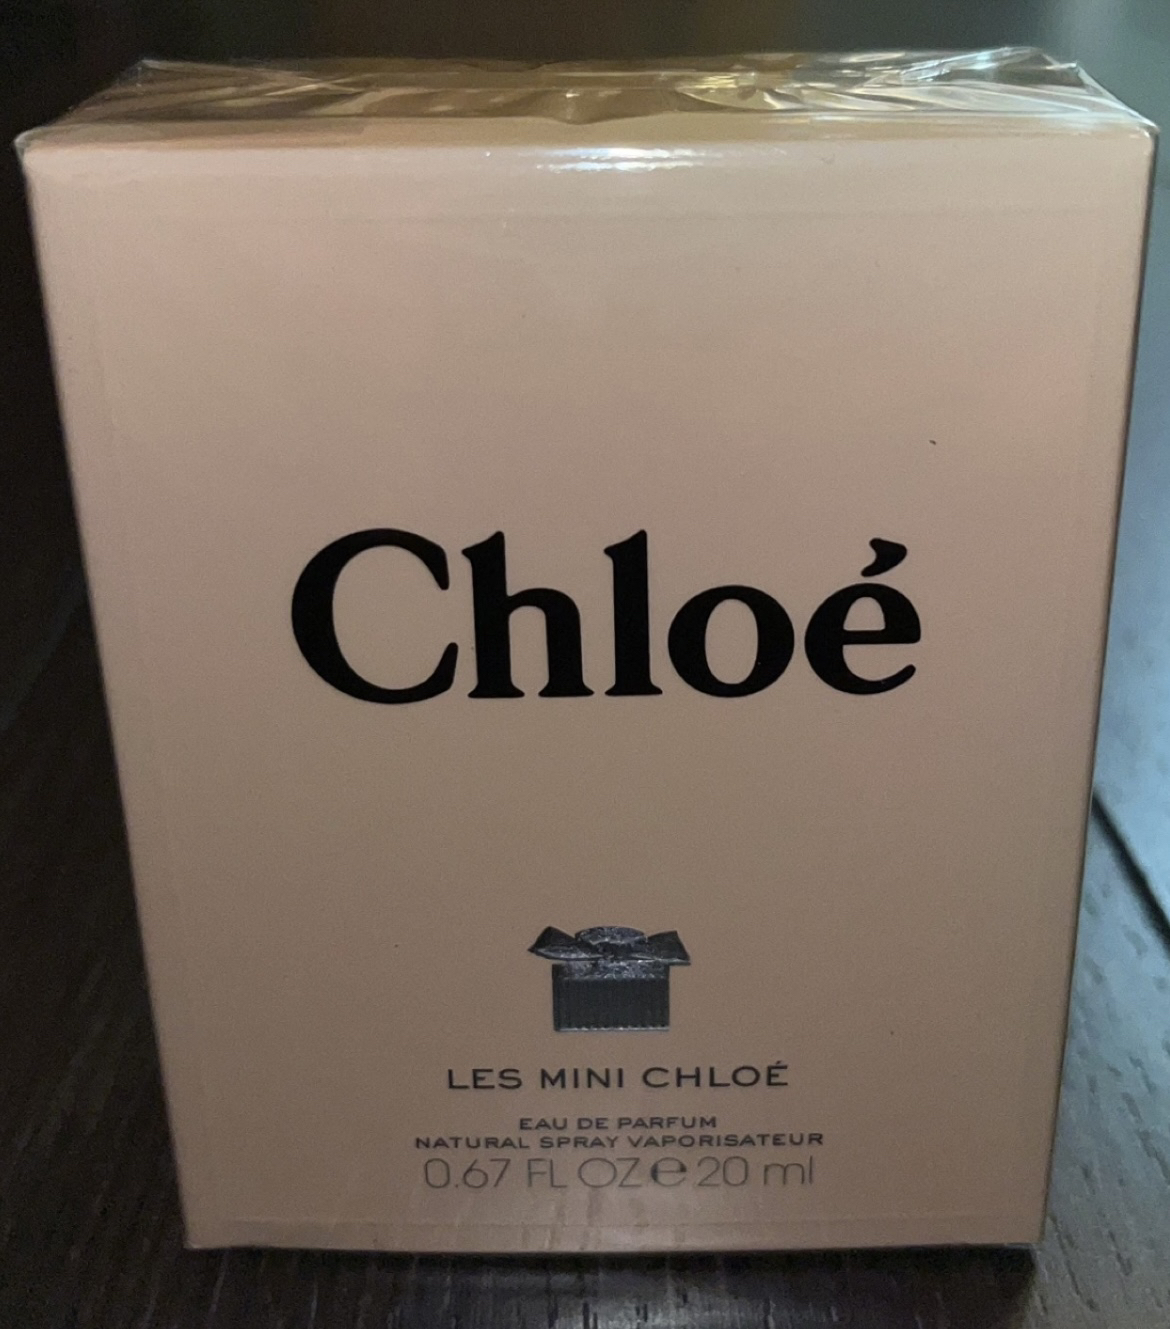 Chloé
LES MINI CHLOÉ
EAU DE PARFUM
NATURAL SPRAY VAPORISATEUR
0.67 FL OZ e 20 ml